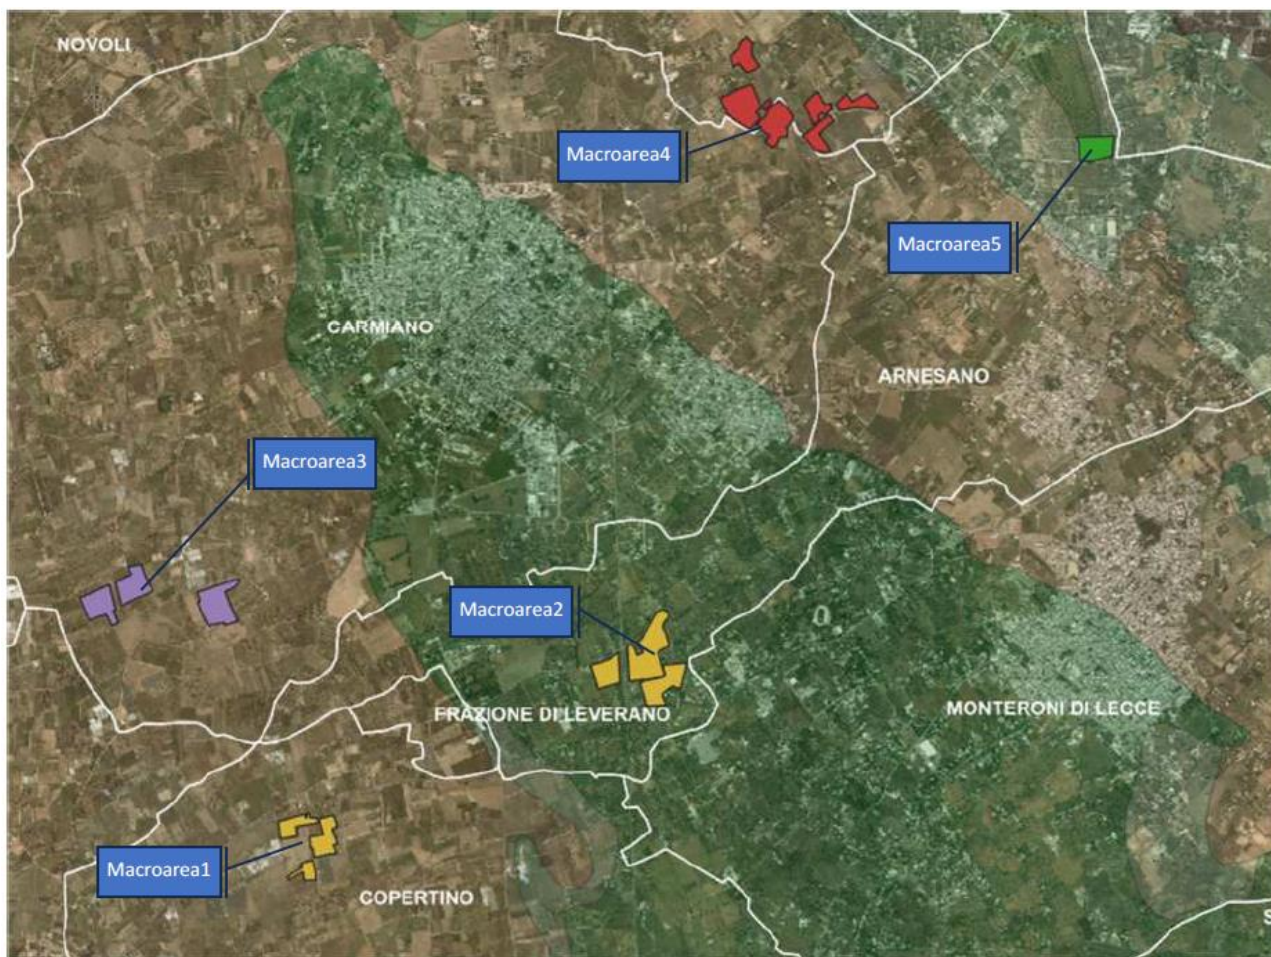 NOVOLI
Macroarea4
Macroarea5
CARMIANO
ARNESANO
Macroarea3
Macroarea2
FRAZIONE DI LEVERANO
MONTERONI DI LECCE
Macroarea1
COPERTINO
S